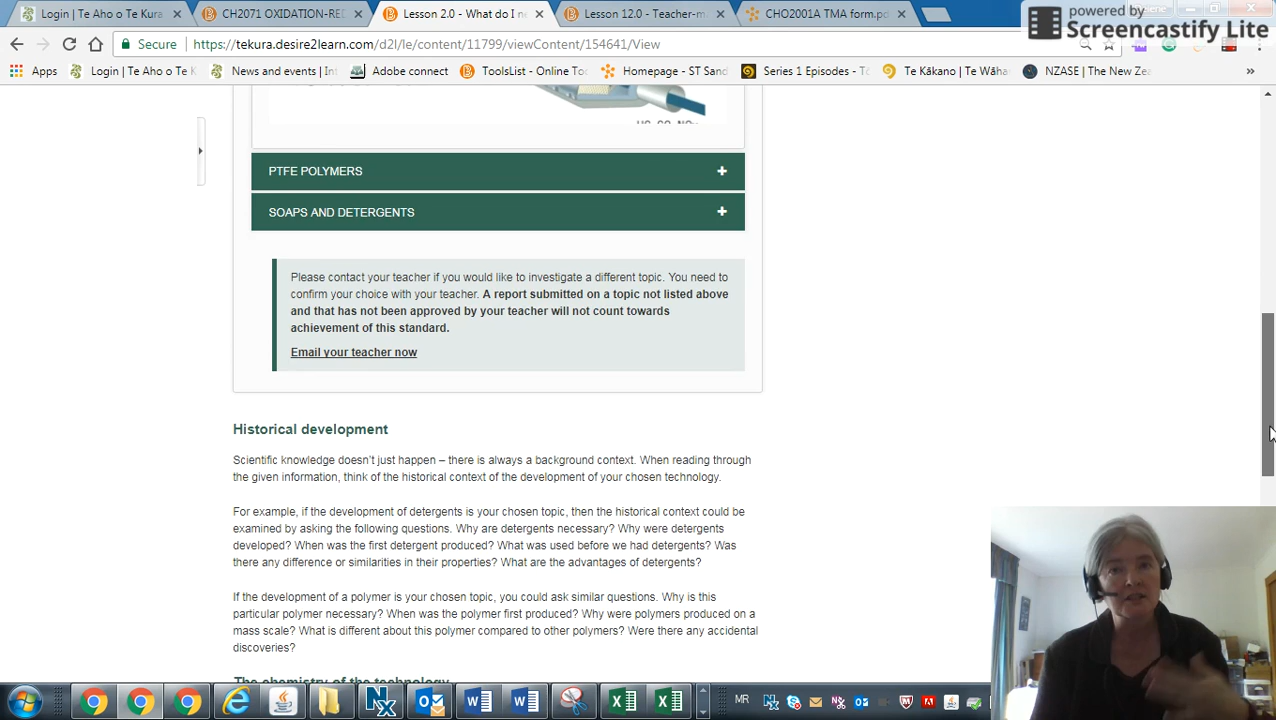 Login | Te Aho o Te Kura
CH2071 OXIDATION-RE
Lesson 2.0 - What do I ne
Lesson 12.0 - Teacher-m
CHO2001A TMA form.pd
powered by
Screencastify Lite
Secure https://tekura.desire2learn.com/d2l/le/content/11799/viewContent/154641/View
Apps Login | Te Aho o Te K News and events | Int Adobe connect ToolsList - Online Too Homepage - ST Sand Series 1 Episodes - Tō Te Kākano | Te Wāha NZASE | The New Zea »
PTFE POLYMERS +
SOAPS AND DETERGENTS +
Please contact your teacher if you would like to investigate a different topic. You need to
confirm your choice with your teacher. A report submitted on a topic not listed above
and that has not been approved by your teacher will not count towards
achievement of this standard.
Email your teacher now
Historical development
Scientific knowledge doesn't just happen – there is always a background context. When reading through
the given information, think of the historical context of the development of your chosen technology.
For example, if the development of detergents is your chosen topic, then the historical context could be
examined by asking the following questions. Why are detergents necessary? Why were detergents
developed? When was the first detergent produced? What was used before we had detergents? Was
there any difference or similarities in their properties? What are the advantages of detergents?
If the development of a polymer is your chosen topic, you could ask similar questions. Why is this
particular polymer necessary? When was the polymer first produced? Why were polymers produced on a
mass scale? What is different about this polymer compared to other polymers? Were there any accidental
discoveries?
The chemistry of the technology
MR